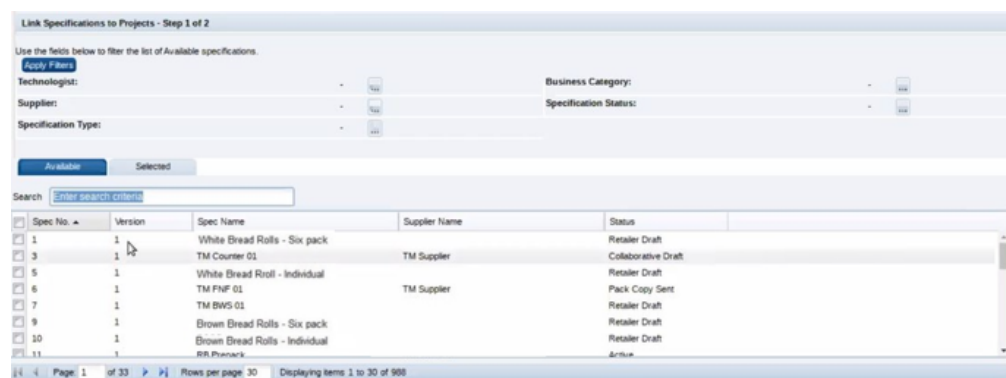 Link Specifications to Projects - Step 1 of 2
Use the fields below to filter the list of Available specifications.
Apply Filters
Technologist: - ... Business Category: - ...
Supplier: - ... Specification Status: - ...
Specification Type: - ...
Available Selected
Search Enter search criteria
Spec No. Version Spec Name Supplier Name Status
1 1 White Bread Rolls - Six pack Retailer Draft
3 1 TM Counter 01 TM Supplier Collaborative Draft
5 1 White Bread Rroll - Individual Retailer Draft
6 1 TM FNF 01 TM Supplier Pack Copy Sent
7 1 TM BWS 01 Retailer Draft
9 1 Brown Bread Rolls - Six pack Retailer Draft
10 1 Brown Bread Rolls - Individual Retailer Draft
11 1 RB Prepack Active
Page 1 of 33 Rows per page 30 Displaying items 1 to 30 of 988